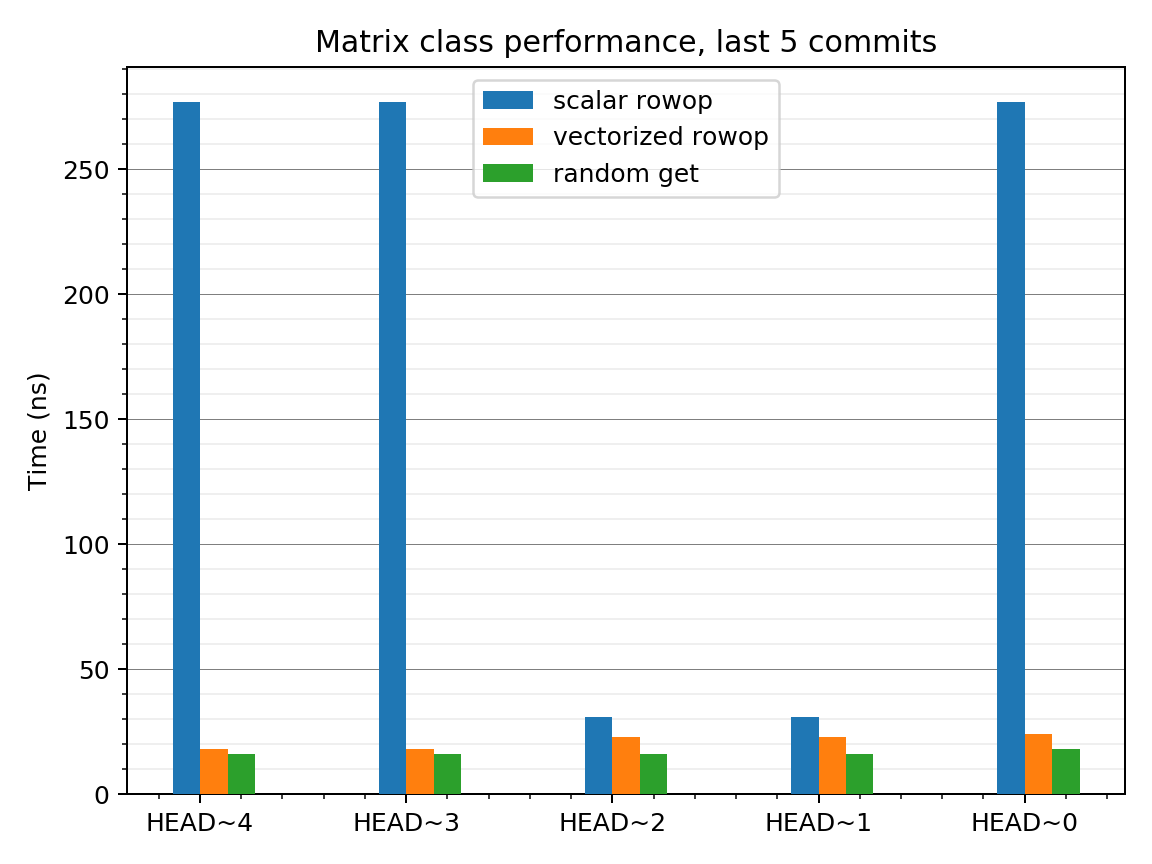 Matrix class performance, last 5 commits
scalar rowop
vectorized rowop
random get
Time (ns)
250
200
150
100
50
0
HEAD~4 HEAD~3 HEAD~2 HEAD~1 HEAD~0